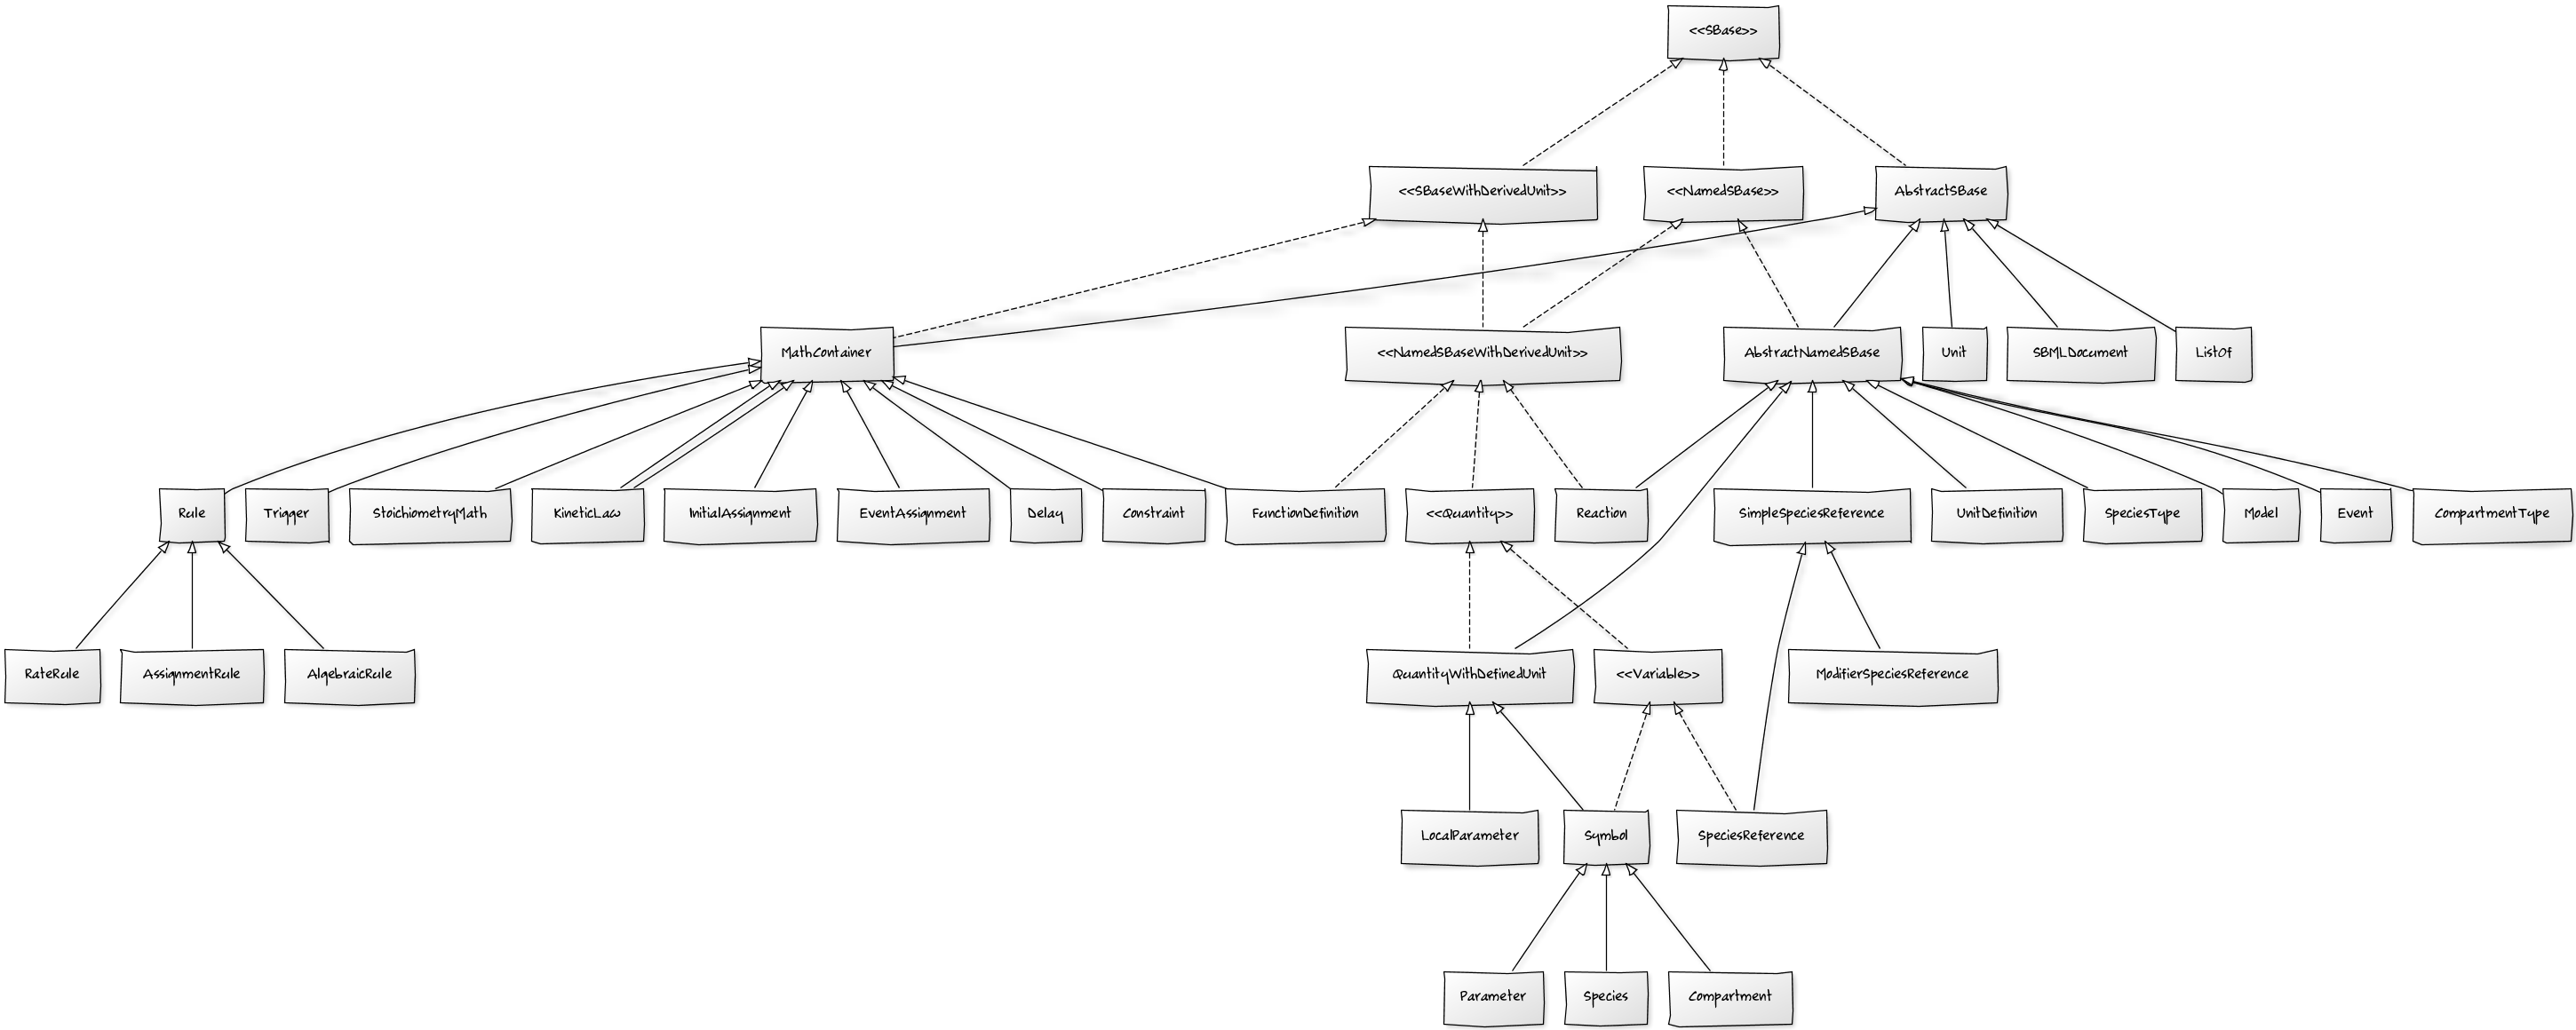 <<SBase>>
<<SBaseWithDerivedUnit>>
<<NamedSBase>>
AbstractSBase
MathContainer
<<NamedSBaseWithDerivedUnit>>
AbstractNamedSBase
Unit
SBMLDocument
ListOf
Rule
Trigger
StoichiometryMath
KineticLaw
InitialAssignment
EventAssignment
Delay
Constraint
FunctionDefinition
<<Quantity>>
Reaction
SimpleSpeciesReference
UnitDefinition
SpeciesType
Model
Event
CompartmentType
RateRule
AssignmentRule
AlgebraicRule
QuantityWithDefinedUnit
<<Variable>>
ModifierSpeciesReference
LocalParameter
Symbol
SpeciesReference
Parameter
Species
Compartment